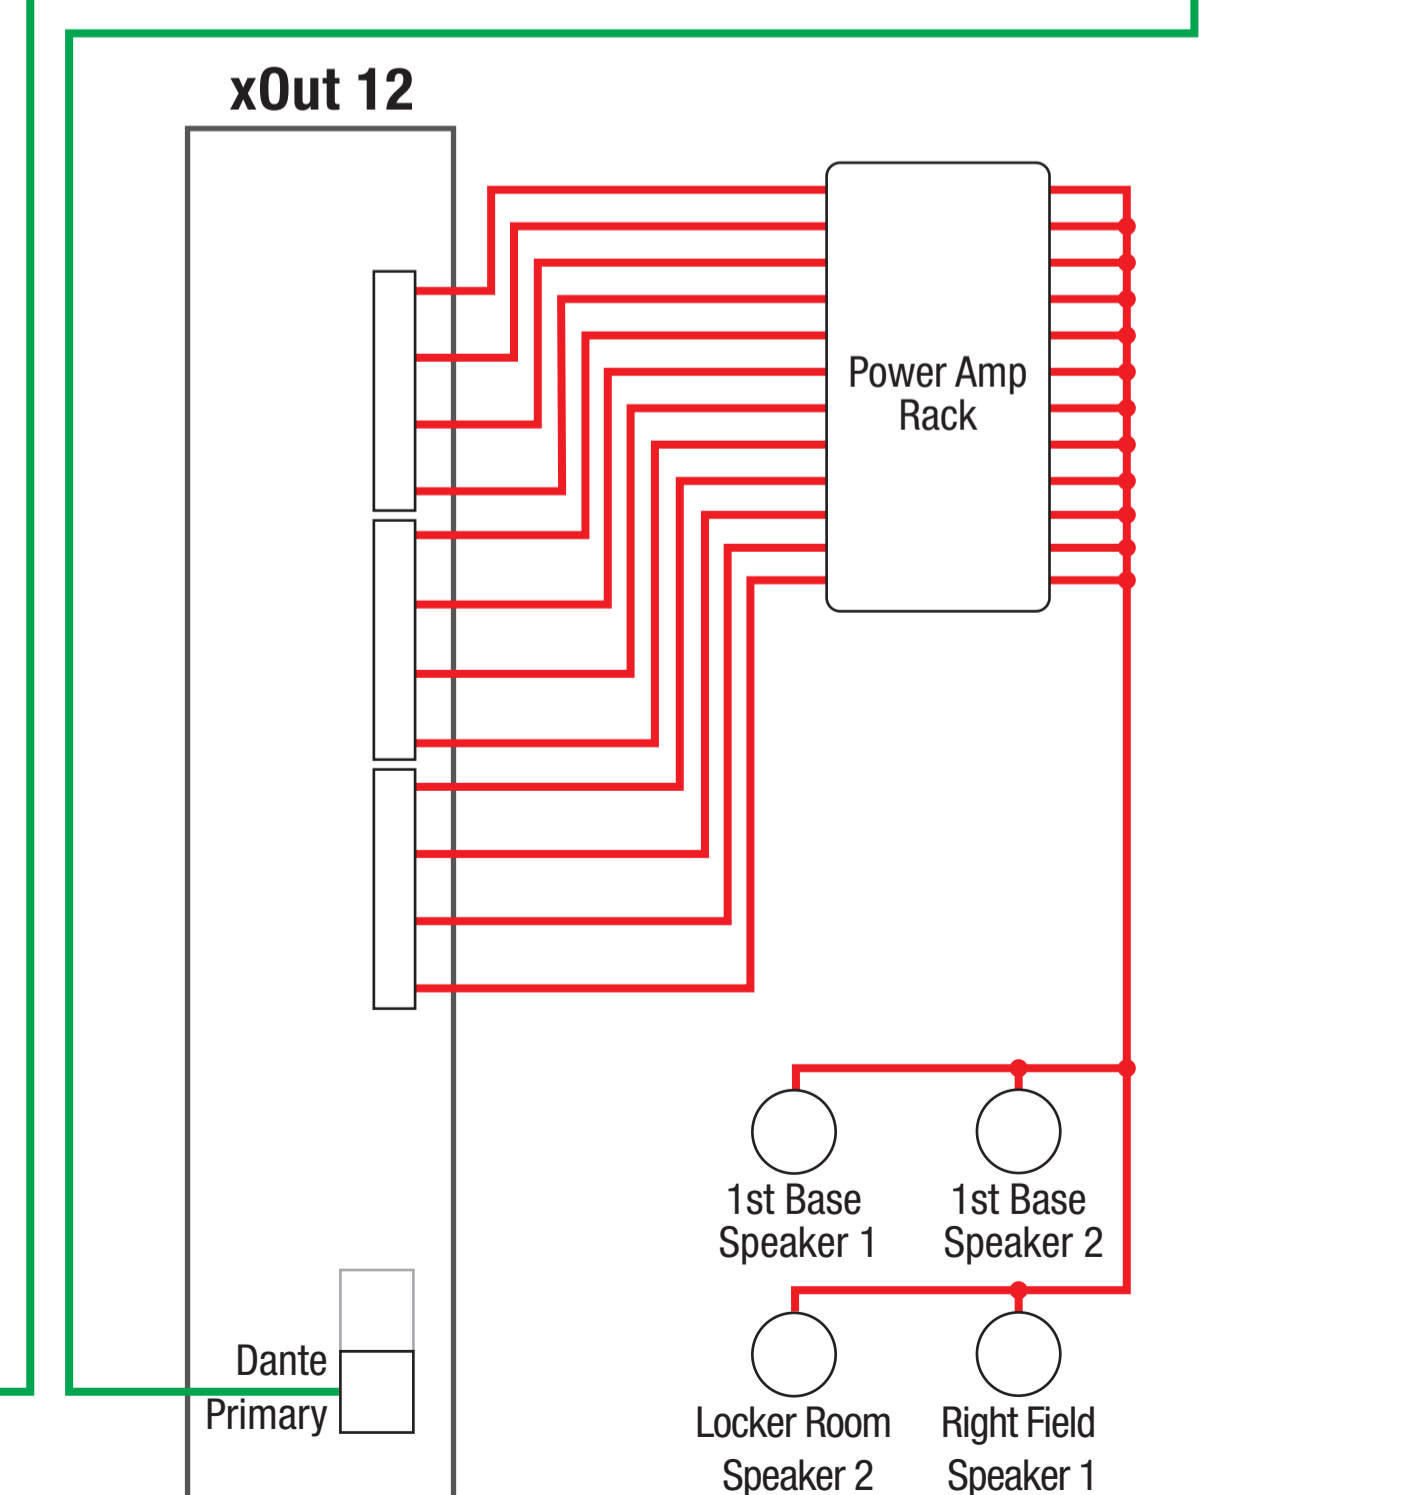 xOut 12
Power Amp
Rack
1st Base
Speaker 1
1st Base
Speaker 2
Dante
Primary
Locker Room
Speaker 2
Right Field
Speaker 1